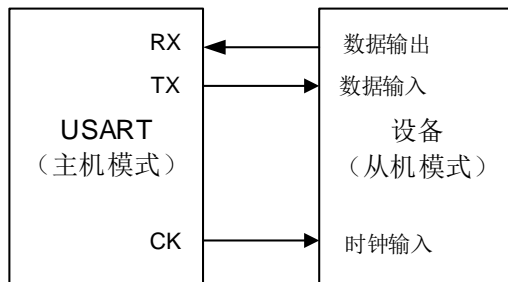 RX
TX
USART
（主机模式）
CK
数据输出
数据输入
设备
（从机模式）
时钟输入